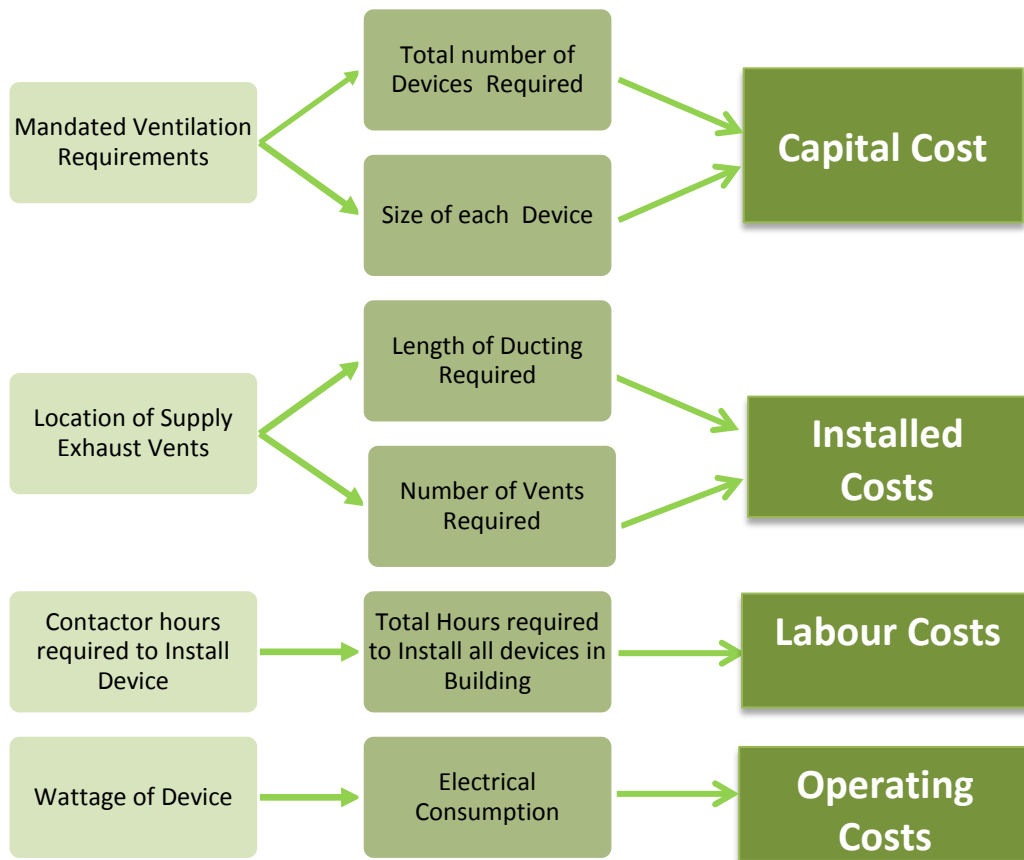 Mandated Ventilation
Requirements
Total number of
Devices Required
Size of each Device
Capital Cost
Location of Supply
Exhaust Vents
Length of Ducting
Required
Number of Vents
Required
Installed
Costs
Contactor hours
required to Install
Device
Total Hours required
to Install all devices in
Building
Labour Costs
Wattage of Device
Electrical
Consumption
Operating
Costs